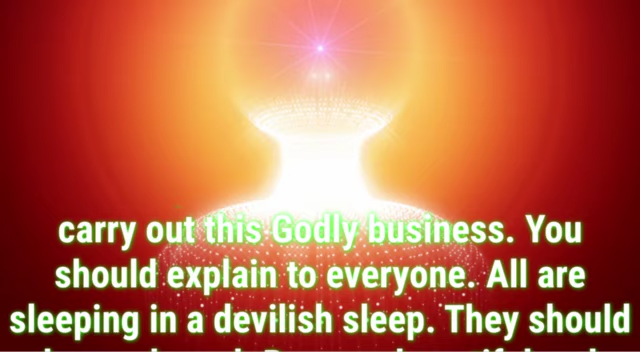 carry out this Godly business. You
should explain to everyone. All are
sleeping in a devilish sleep. They should